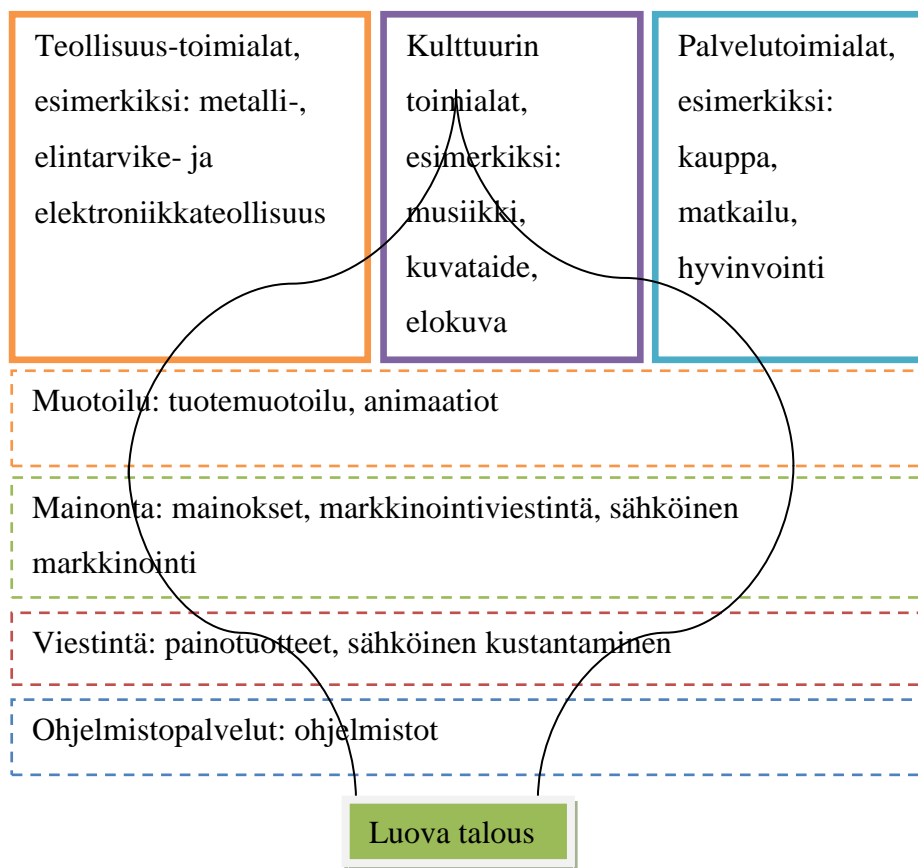 Teollisuus-toimialat,
esimerkiksi: metalli-,
elintarvike- ja
elektroniikkateollisuus
Kulttuurin
toimialat,
esimerkiksi:
musiikki,
kuvataide,
elokuva
Palvelutoimialat,
esimerkiksi:
kauppa,
matkailu,
hyvinvointi
Muotoilu: tuotemuotoilu, animaatiot
Mainonta: mainokset, markkinointiviestintä, sähköinen
markkinointi
Viestintä: painotuotteet, sähköinen kustantaminen
Ohjelmistopalvelut: ohjelmistot
Luova talous